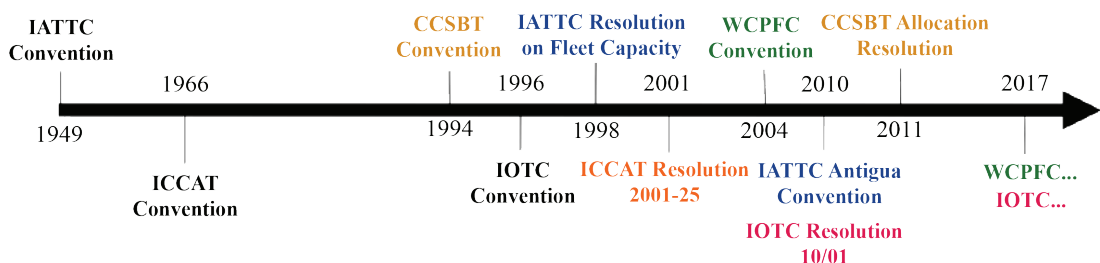 IATTC
Convention
CCSBT
Convention
IATTC Resolution
on Fleet Capacity
WCPFC
Convention
CCSBT Allocation
Resolution
1966
1996
2001
2010
2017
1949
1994
1998
2004
2011
ICCAT
Convention
IOTC
Convention
ICCAT Resolution
2001-25
IATTC Antigua
Convention
IOTC Resolution
10/01
WCPFC...
IOTC...